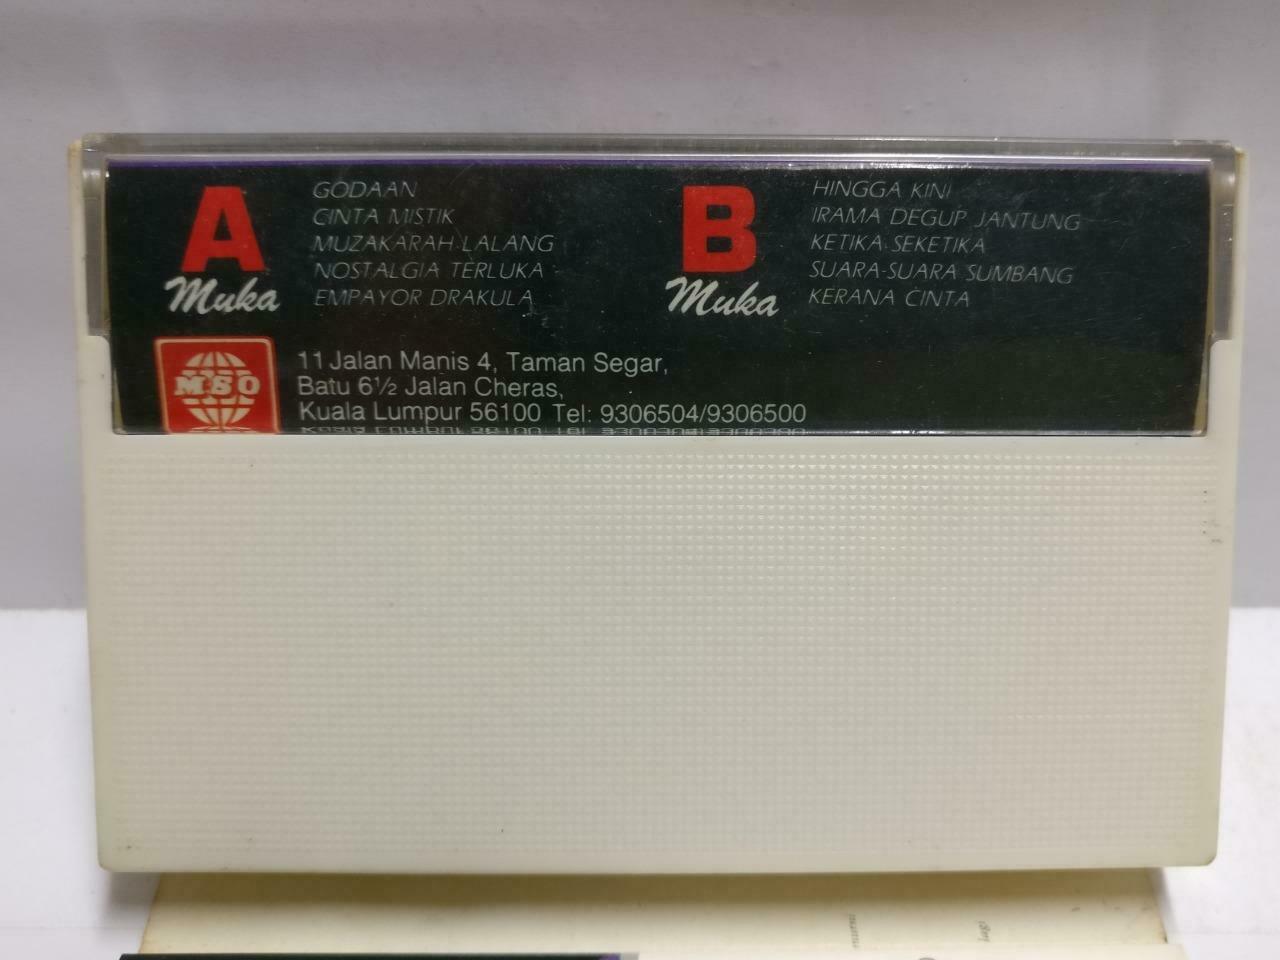 A
Muka
GODAAN
CINTA MISTIK
MUZAKARAH LALANG
NOSTALGIA TERLUKA
EMPAYOR DRAKULA
B
Muka
HINGGA KINI
IRAMA DEGUP JANTUNG
KETIKA-SEKETIKA
SUARA-SUARA SUMBANG
KERANA CINTA
MSO
11 Jalan Manis 4, Taman Segar,
Batu 6½ Jalan Cheras,
Kuala Lumpur 56100 Tel: 9306504/9306500